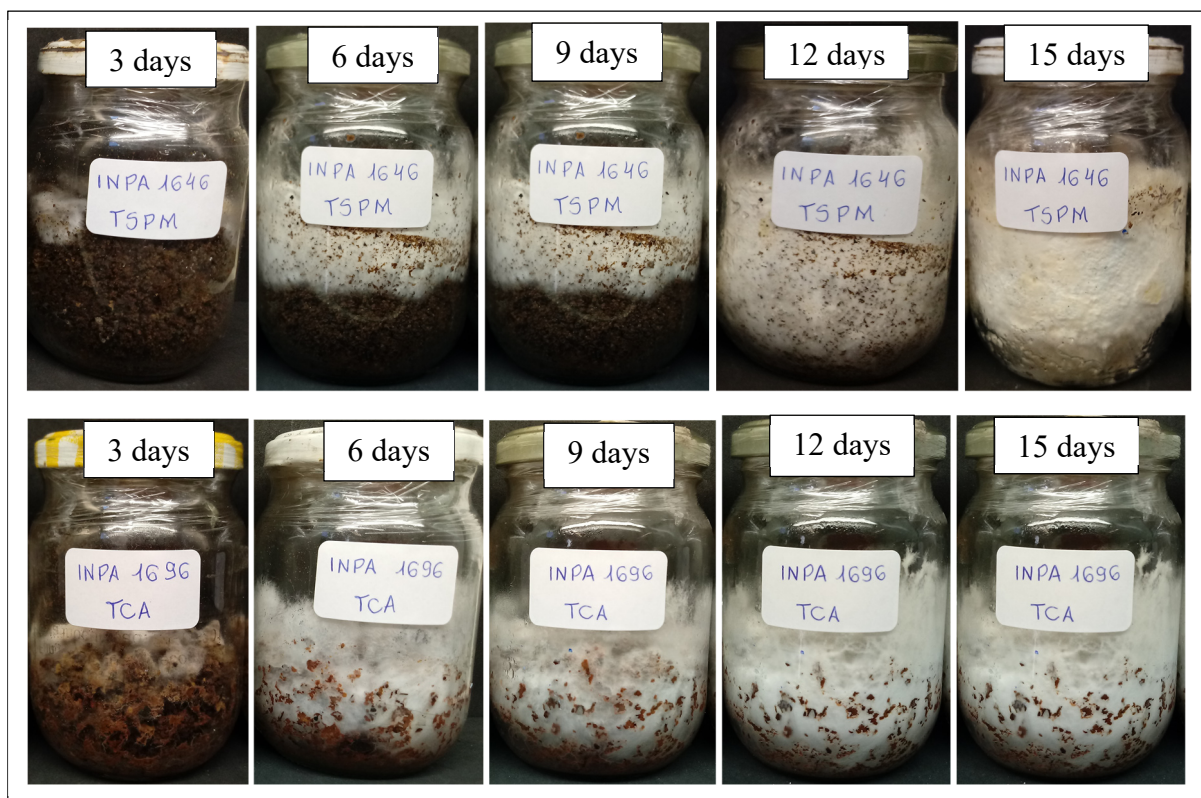 3 days
6 days
9 days
12 days
15 days
INPA 1646
TSPM
INPA 1646
TSPM
INPA 1646
TSPM
INPA 1646
TSPM
INPA 1646
TSPM
3 days
6 days
9 days
12 days
15 days
INPA 1696
TCA
INPA 1696
TCA
INPA 1696
TCA
INPA 1696
TCA
INPA 1696
TCA